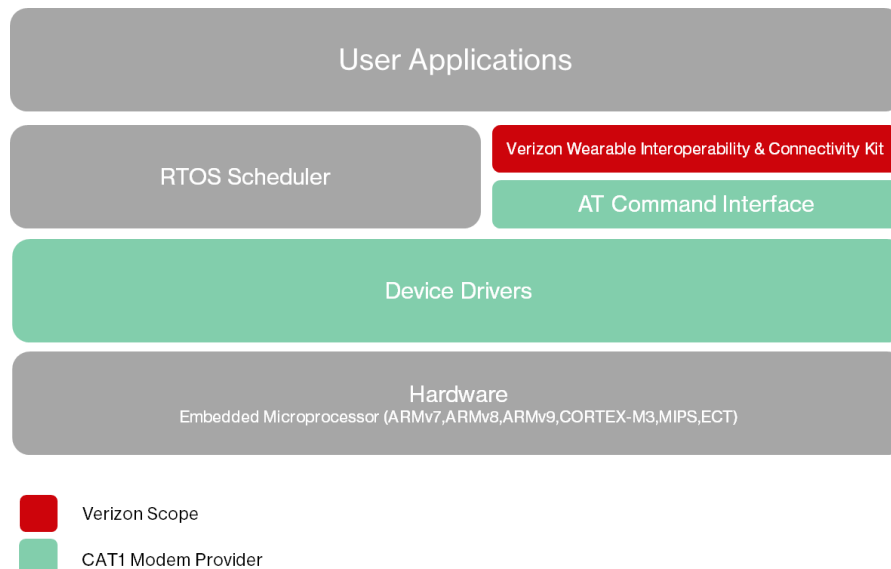 User Applications
RTOS Scheduler
Verizon Wearable Interoperability & Connectivity Kit
AT Command Interface
Device Drivers
Hardware
Embedded Microprocessor (ARMv7,ARMv8,ARMv9,CORTEX-M3,MIPS,ECT)
Verizon Scope
CAT1 Modem Provider